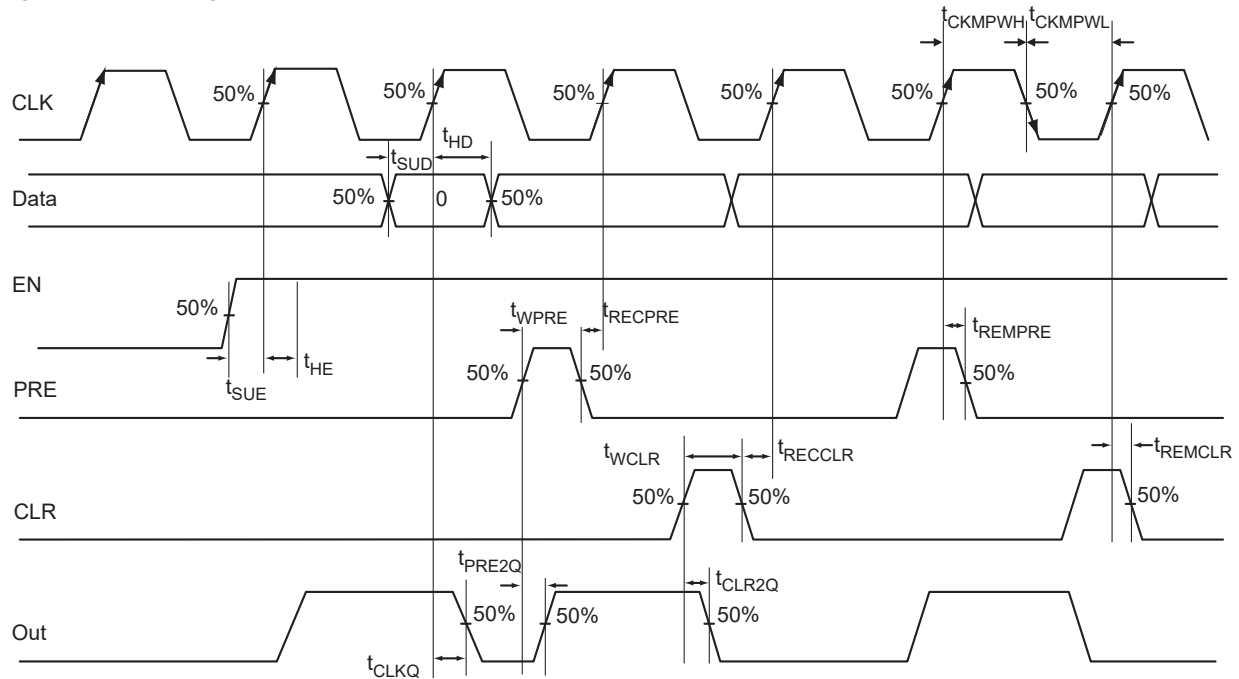 tCKMPWH tCKMPWL
CLK 50% 50% 50% 50% 50% 50% 50%
tSUD tHD
Data 50% 0 50%
EN 50%
tSUE tHE
tWPRE tRECPRE tREMPRE
PRE 50% 50% 50%
tWCLR tRECCLR tREMCLR
CLR 50% 50% 50%
tPRE2Q tCLR2Q
Out 50% 50% 50%
tCLKQ